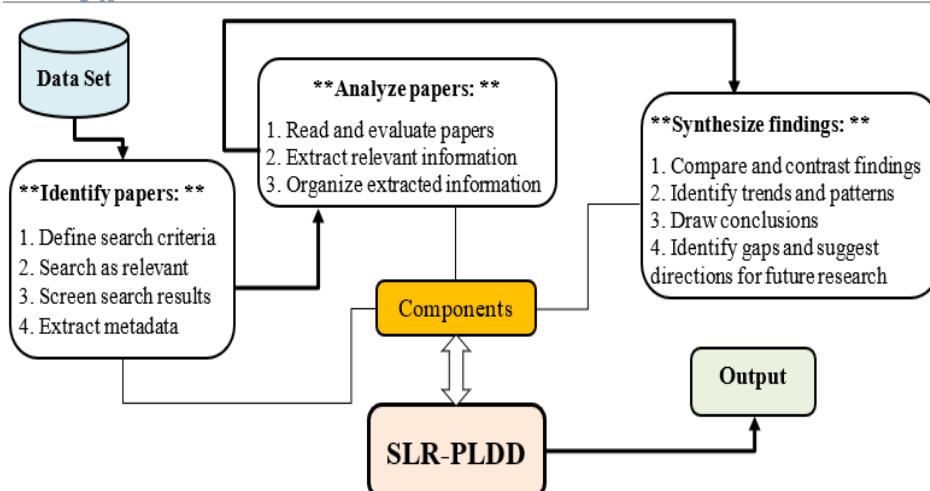 Data Set
**Identify papers: **
1. Define search criteria
2. Search as relevant
3. Screen search results
4. Extract metadata
**Analyze papers: **
1. Read and evaluate papers
2. Extract relevant information
3. Organize extracted information
**Synthesize findings: **
1. Compare and contrast findings
2. Identify trends and patterns
3. Draw conclusions
4. Identify gaps and suggest
directions for future research
Components
SLR-PLDD
Output